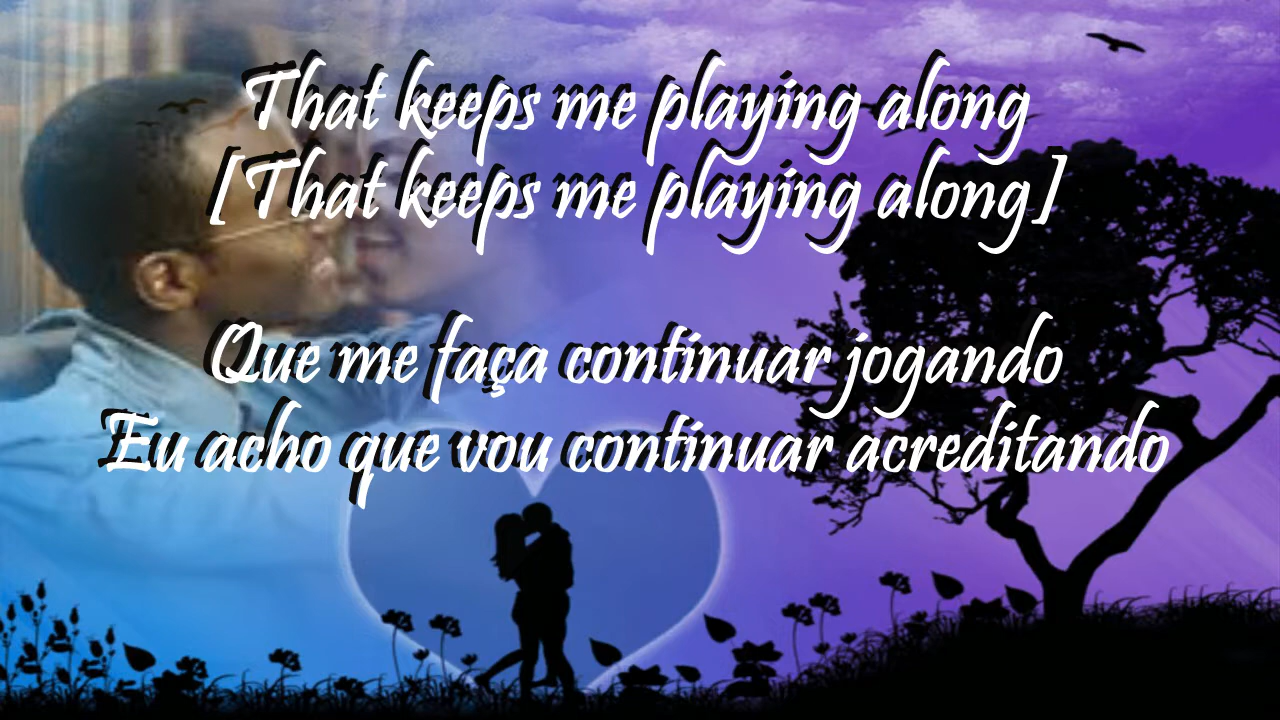 That keeps me playing along
[That keeps me playing along]
Que me faça continuar jogando
Eu acho que vou continuar acreditando